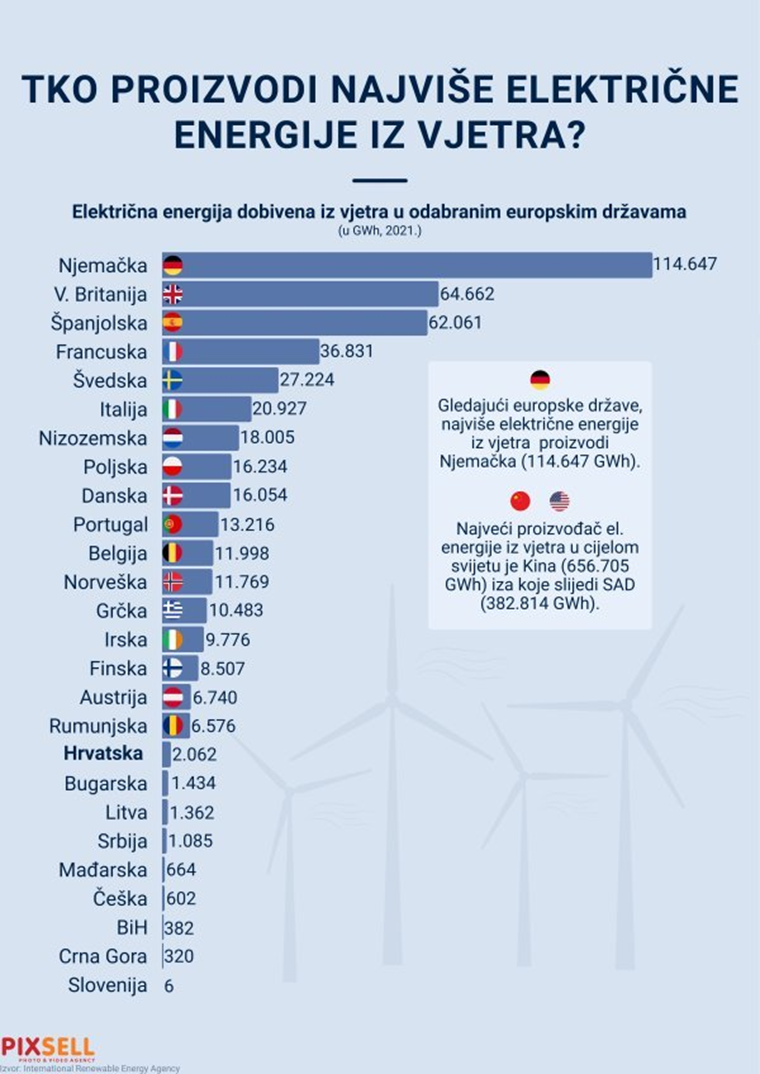 TKO PROIZVODI NAJVIŠE ELEKTRIČNE
ENERGIJE IZ VJETRA?
Električna energija dobivena iz vjetra u odabranim europskim državama
(u GWh, 2021.)
Njemačka 114.647
V. Britanija 64.662
Španjolska 62.061
Francuska 36.831
Švedska 27.224
Italija 20.927
Nizozemska 18.005
Poljska 16.234
Danska 16.054
Portugal 13.216
Belgija 11.998
Norveška 11.769
Grčka 10.483
Irska 9.776
Finska 8.507
Austrija 6.740
Rumunjska 6.576
Hrvatska 2.062
Bugarska 1.434
Litva 1.362
Srbija 1.085
Mađarska 664
Češka 602
BiH 382
Crna Gora 320
Slovenija 6
Gledajući europske države,
najviše električne energije
iz vjetra proizvodi
Njemačka (114.647 GWh).
Najveći proizvođač el.
energije iz vjetra u cijelom
svijetu je Kina (656.705
GWh) iza koje slijedi SAD
(382.814 GWh).
PIXSELL
PHOTO & VIDEO AGENCY
Izvor: International Renewable Energy Agency